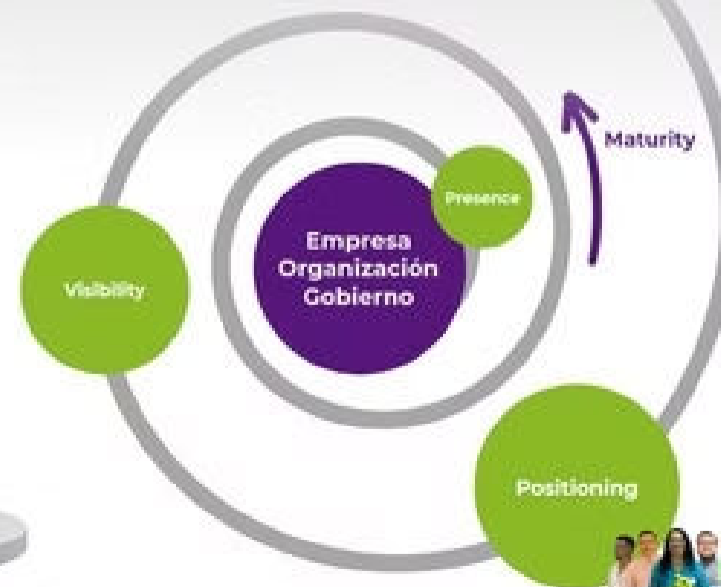 Maturity
Presence
Empresa
Organización
Gobierno
Visibility
Positioning